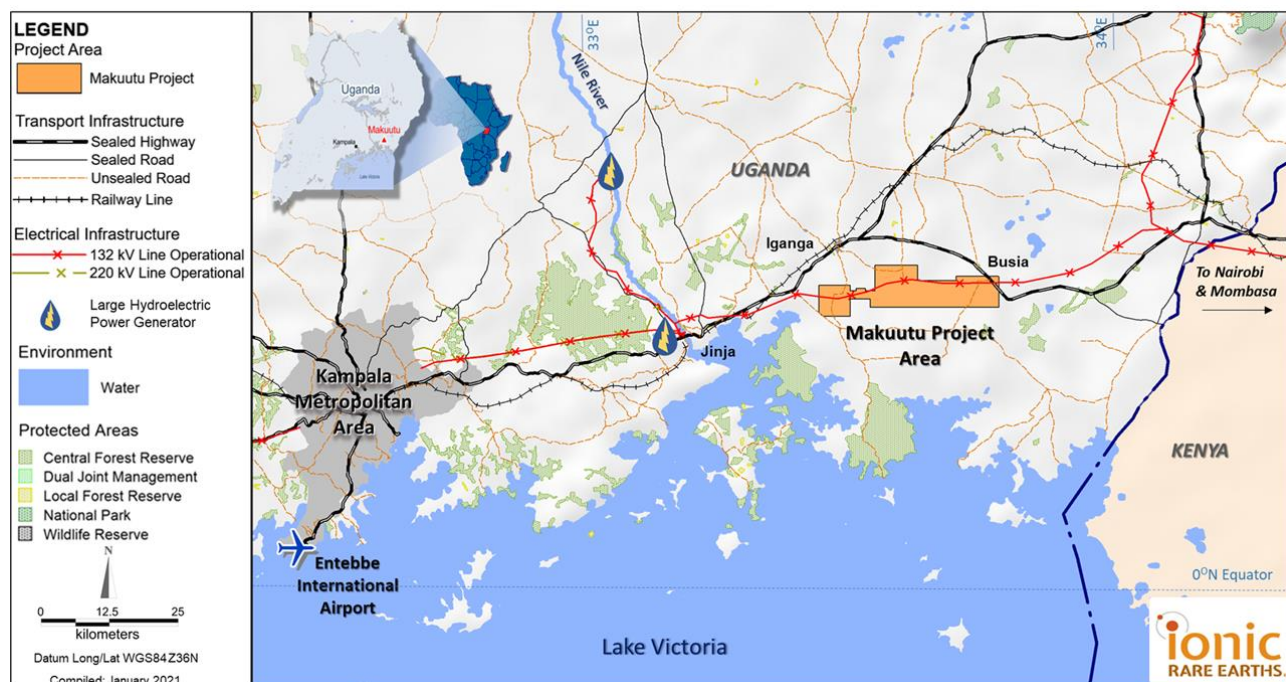 LEGEND
Project Area
Makuutu Project
Transport Infrastructure
Sealed Highway
Sealed Road
Unsealed Road
Railway Line
Electrical Infrastructure
132 kV Line Operational
220 kV Line Operational
Large Hydroelectric
Power Generator
Environment
Water
Protected Areas
Central Forest Reserve
Dual Joint Management
Local Forest Reserve
National Park
Wildlife Reserve
N
0 12.5 25
kilometers
Datum Long/Lat WGS84Z36N
Compiled: January 2021
Uganda
Makuutu
Kampala
Lake Victoria
Nile River
33°E
34°E
UGANDA
Iganga
Busia
To Nairobi
& Mombasa
Makuutu Project
Area
Jinja
Kampala
Metropolitan
Area
KENYA
Entebbe
International
Airport
0°N Equator
Lake Victoria
ionic
RARE EARTHS